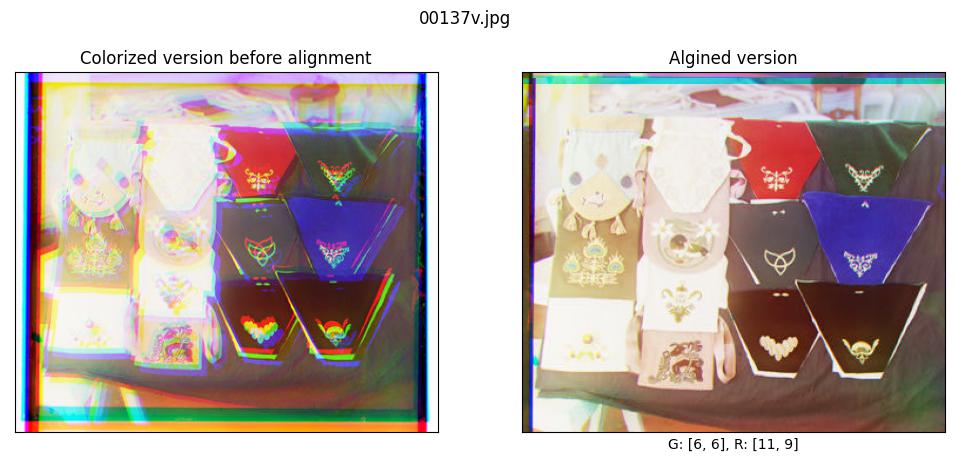 00137v.jpg
Colorized version before alignment
Algined version
G: [6, 6], R: [11, 9]